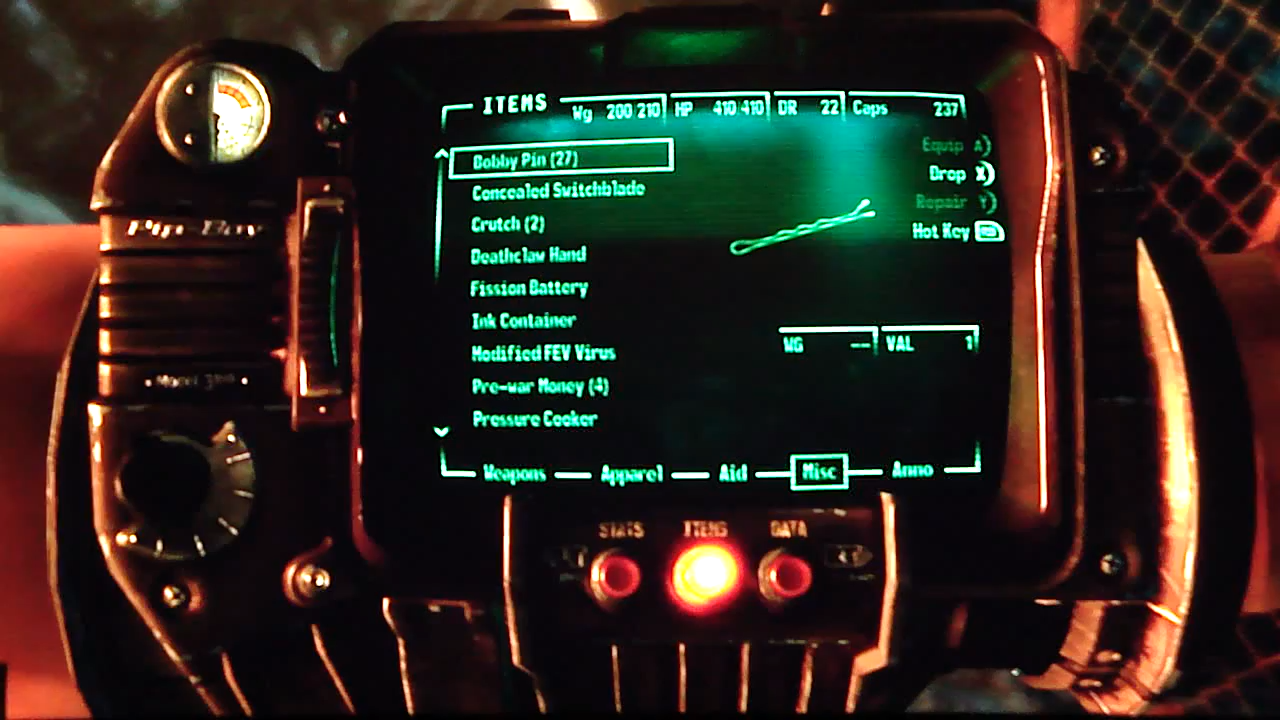 ITEMS Wg 200/210 HP 410/410 DR 22 Caps 237
Bobby Pin (27)
Concealed Switchblade
Crutch (2)
Deathclaw Hand
Fission Battery
Ink Container
Modified FEV Virus
Pre-war Money (4)
Pressure Cooker
Equip A)
Drop X)
Repair Y)
Hot Key
WG -- VAL 1
Weapons Apparel Aid Misc Ammo
Pip-Boy
STATS ITEMS DATA